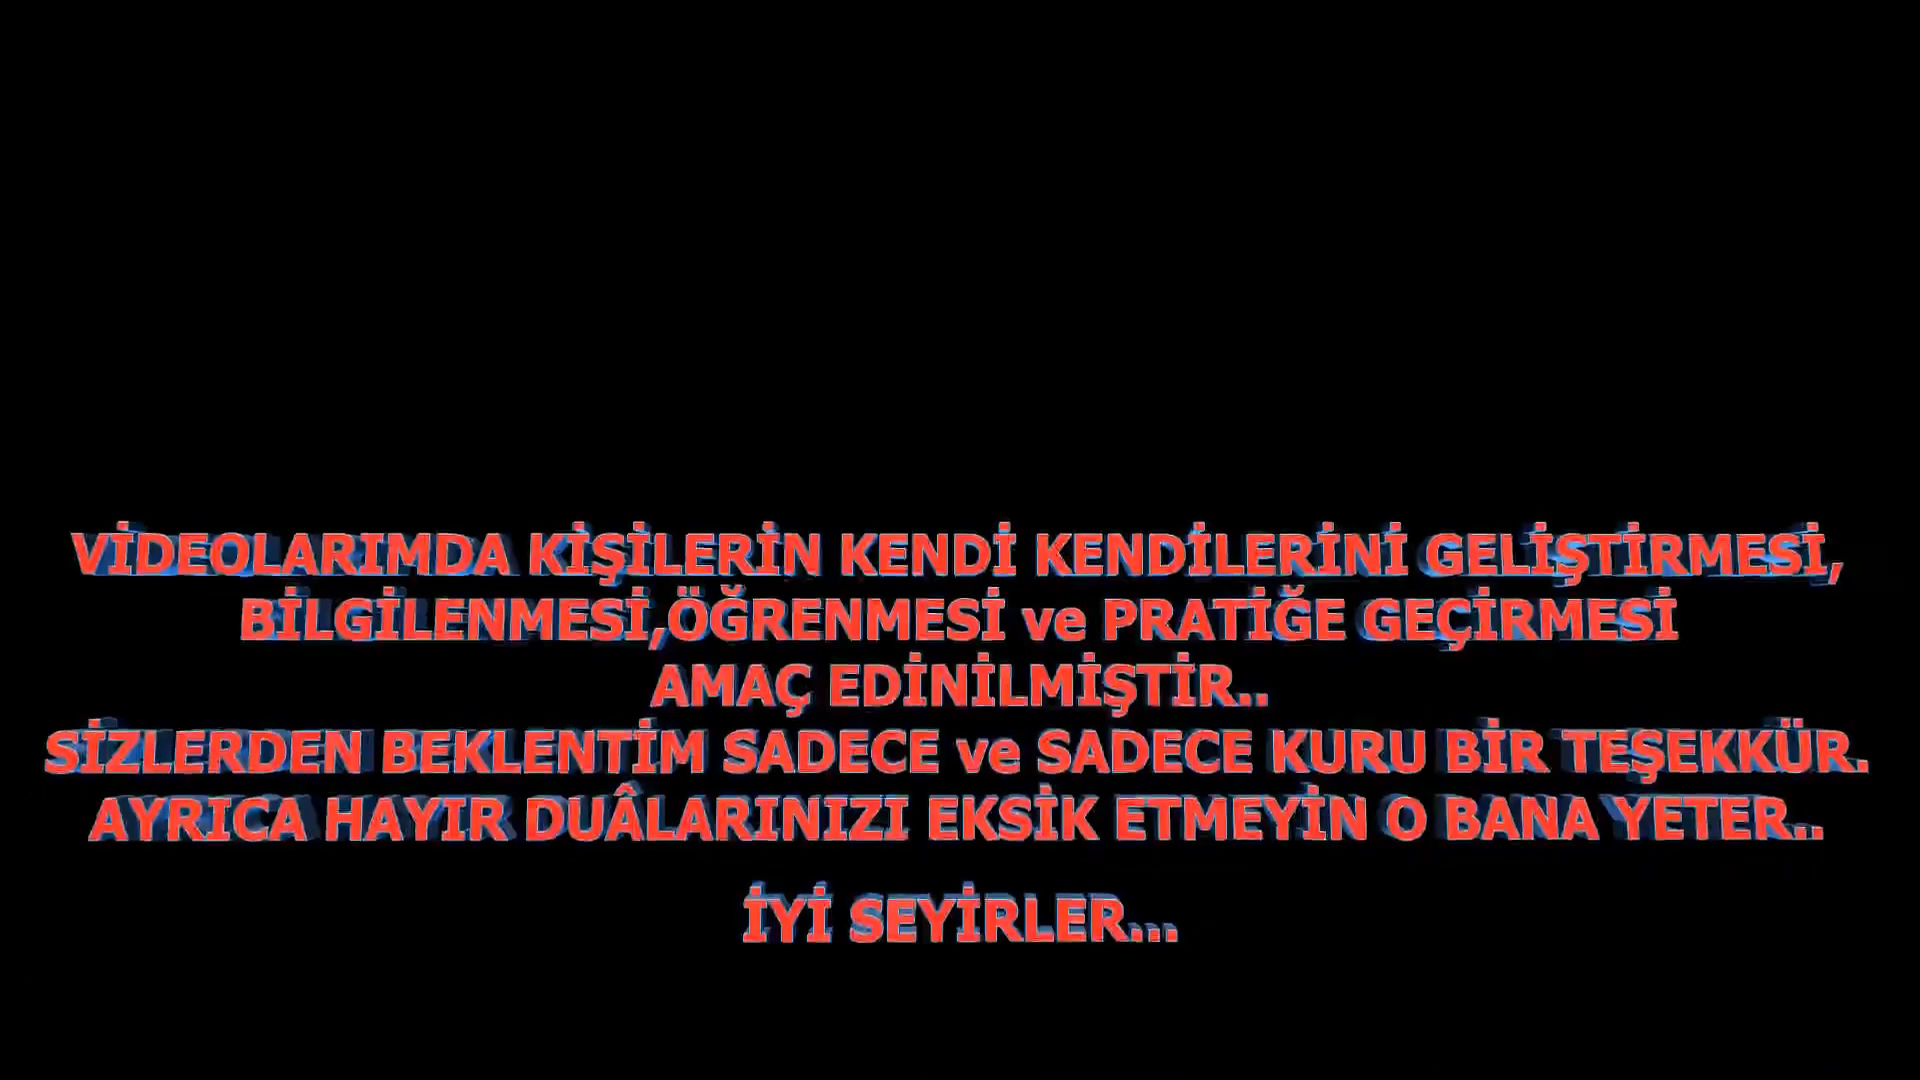 VİDEOLARIMDA KİŞİLERİN KENDİ KENDİLERİNİ GELİŞTİRMESİ,
BİLGİLENMESİ,ÖĞRENMESİ ve PRATİĞE GEÇİRMESİ
AMAÇ EDİNİLMİŞTİR..
SİZLERDEN BEKLENTİM SADECE ve SADECE KURU BİR TEŞEKKÜR.
AYRICA HAYIR DUÂLARINIZI EKSİK ETMEYİN O BANA YETER..
İYİ SEYİRLER...